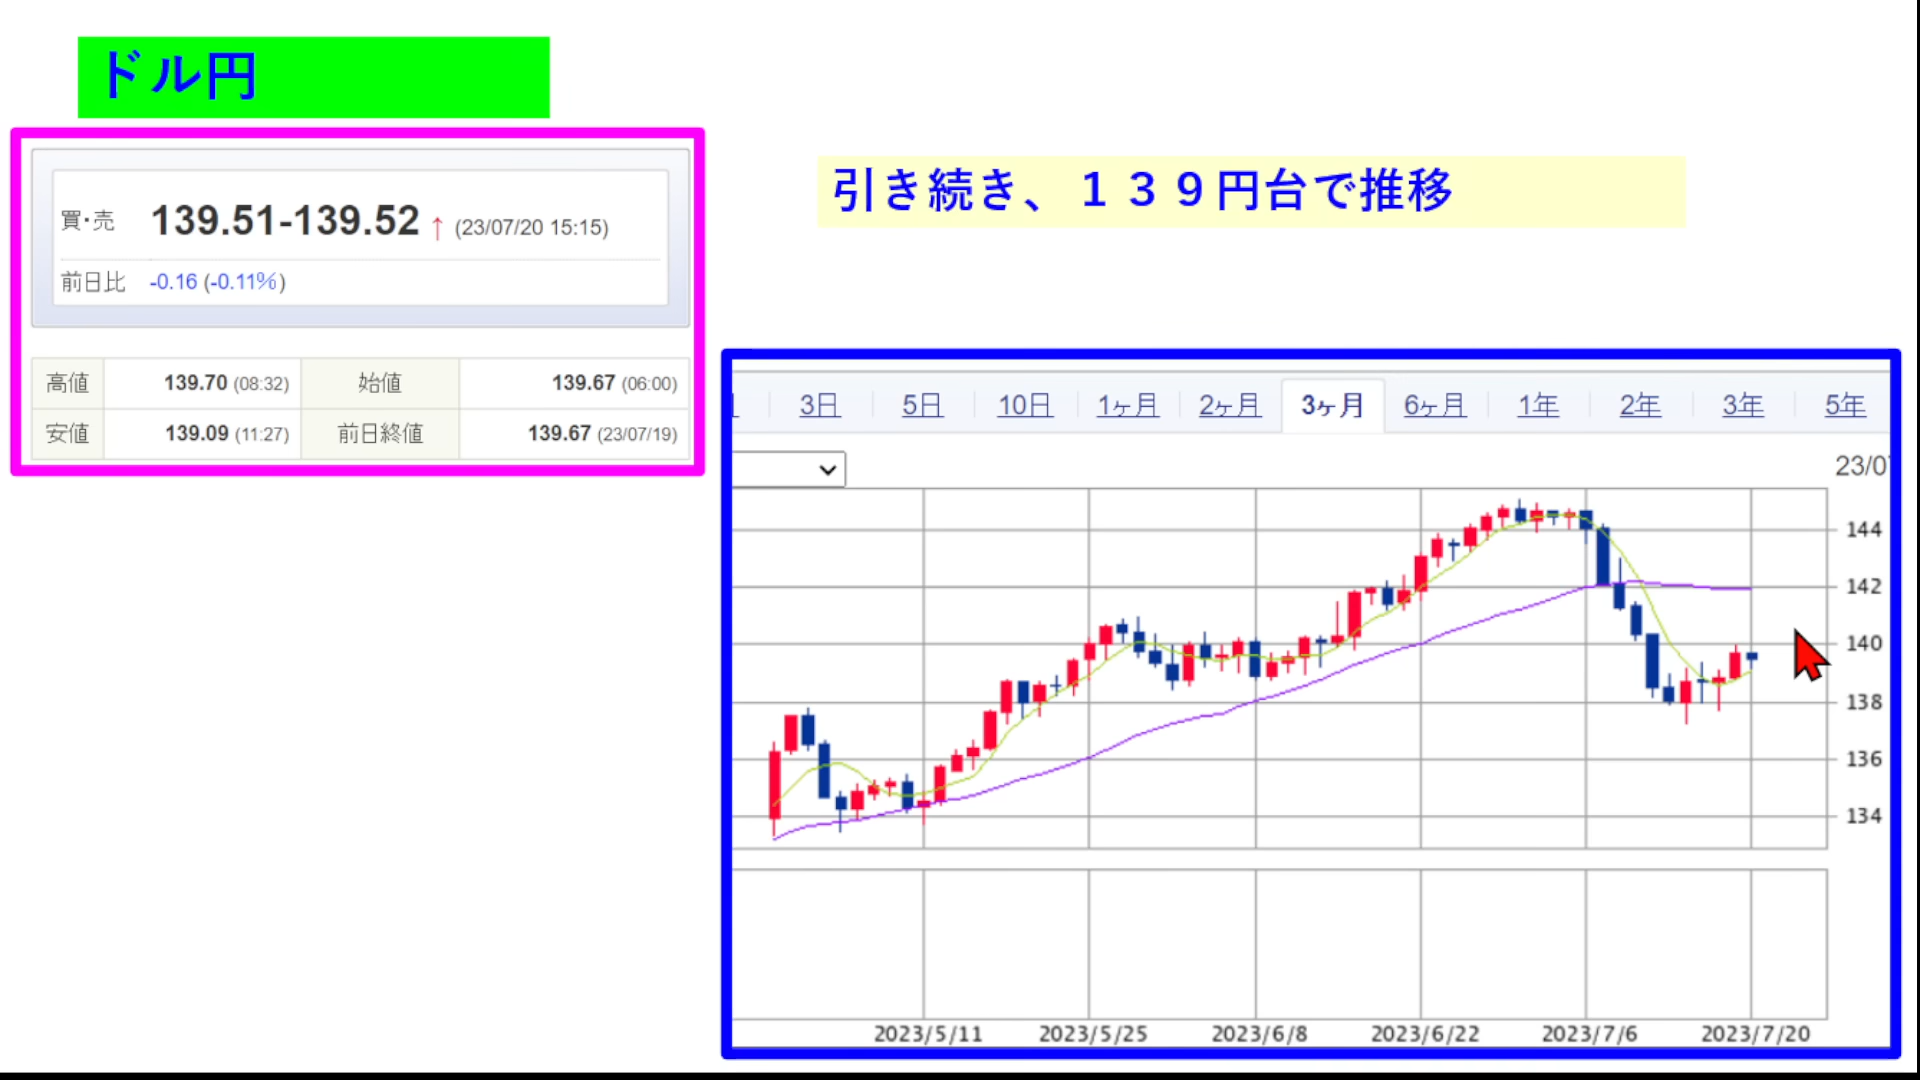 ドル円
引き続き、１３９円台で推移
買･売 139.51-139.52 ↑ (23/07/20 15:15)
前日比 -0.16 (-0.11%)
高値 139.70 (08:32) 始値 139.67 (06:00)
安値 139.09 (11:27) 前日終値 139.67 (23/07/19)
3日 5日 10日 1ヶ月 2ヶ月 3ヶ月 6ヶ月 1年 2年 3年 5年
23/0
144
142
140
138
136
134
2023/5/11 2023/5/25 2023/6/8 2023/6/22 2023/7/6 2023/7/20